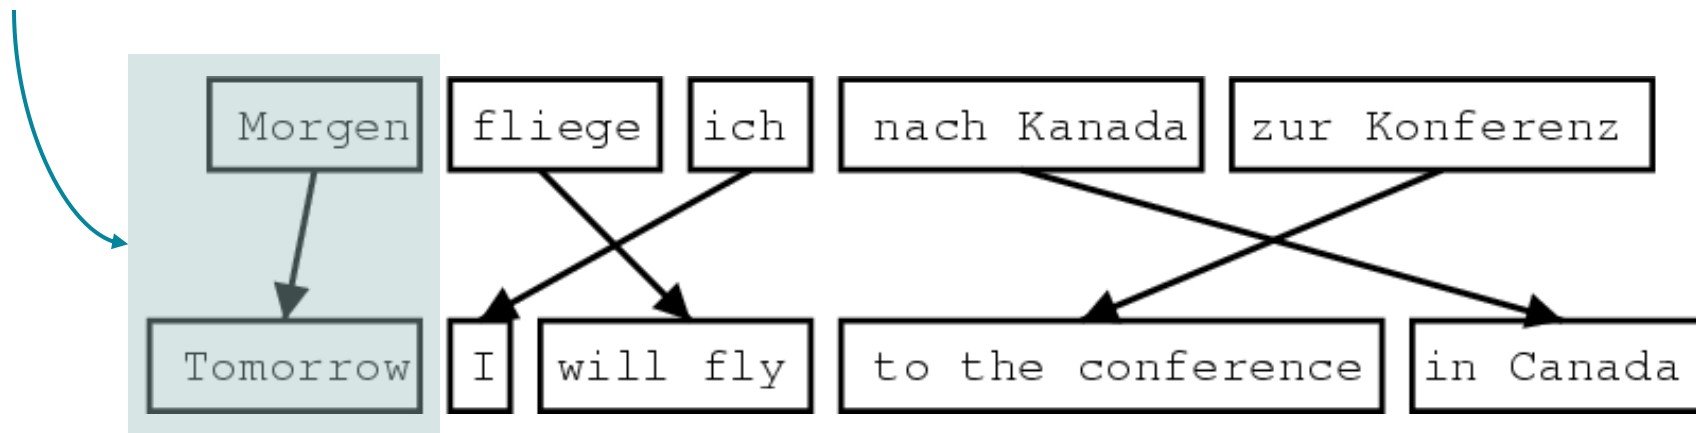 Morgen fliege ich nach Kanada zur Konferenz
Tomorrow I will fly to the conference in Canada